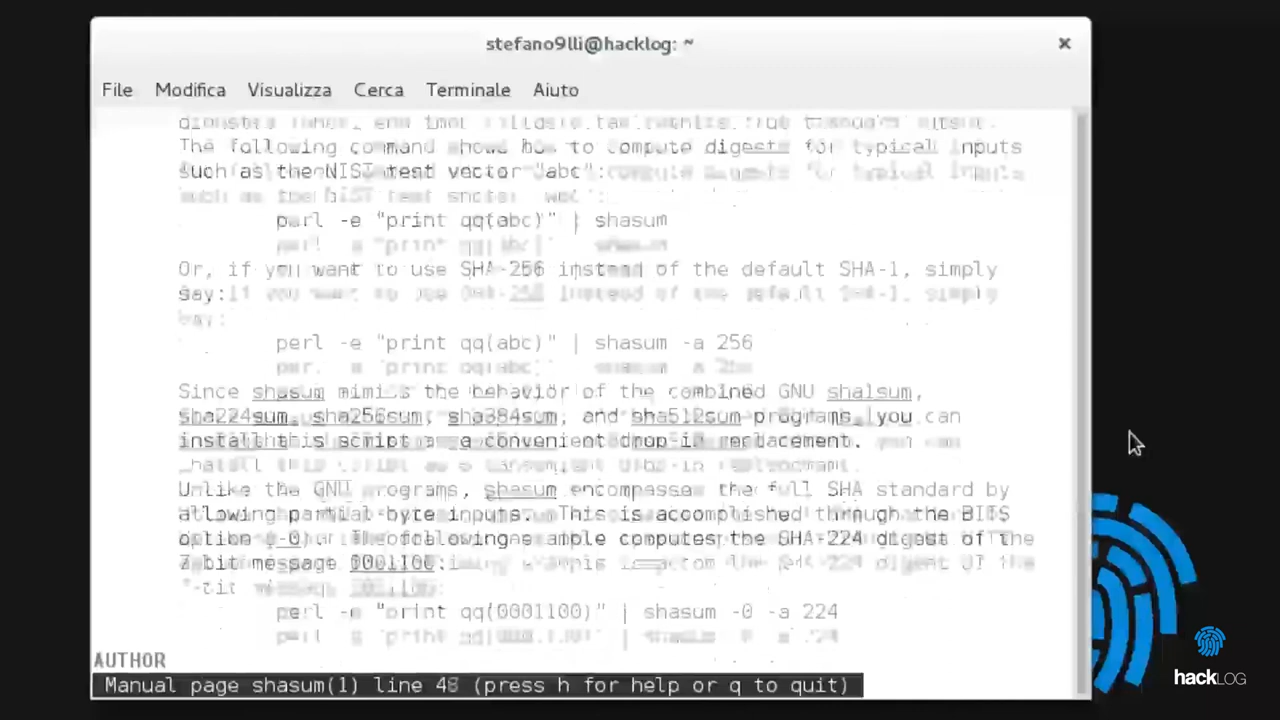 stefano9lli@hacklog: ~
File Modifica Visualizza Cerca Terminale Aiuto
The following command shows how to compute digests for typical inputs
such as the NIST test vector "abc":
perl -e "print qq(abc)" | shasum
Or, if you want to use SHA-256 instead of the default SHA-1, simply
say:
perl -e "print qq(abc)" | shasum -a 256
Since shasum mimics the behavior of the combined GNU sha1sum,
sha224sum, sha256sum, sha384sum, and sha512sum programs, you can
install this script as a convenient drop-in replacement.
Unlike the GNU programs, shasum encompasses the full SHA standard by
allowing partial-byte inputs. This is accomplished through the BITS
option (-0). The following example computes the SHA-224 digest of the
7-bit message 0001100:
perl -e "print qq(0001100)" | shasum -0 -a 224
AUTHOR
Manual page shasum(1) line 48 (press h for help or q to quit)
hackLOG